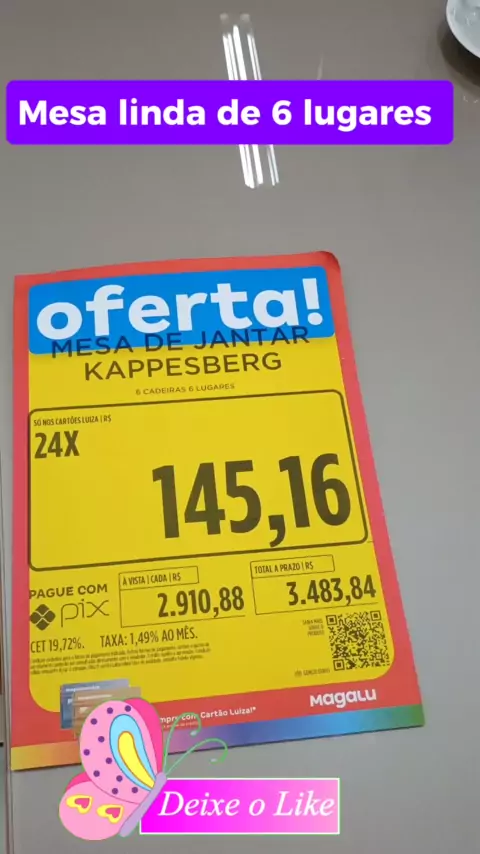 Mesa linda de 6 lugares
oferta!
MESA DE JANTAR
KAPPESBERG
6 CADEIRAS 6 LUGARES
SÓ NOS CARTÕES LUIZA | R$
24X
145,16
PAGUE COM
pix
À VISTA | CADA | R$
2.910,88
TOTAL A PRAZO | R$
3.483,84
CET 19,72%. TAXA: 1,49% AO MÊS.
com Cartão Luiza!*
Magalu
Deixe o Like